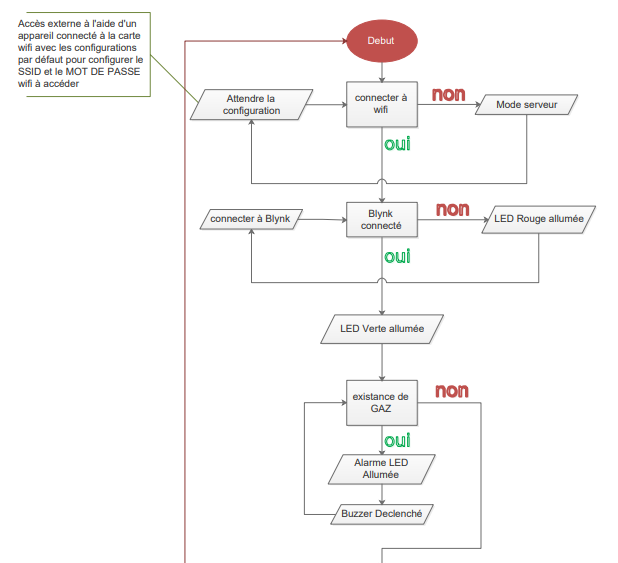 Accès externe à l'aide d'un
appareil connecté à la carte
wifi avec les configurations
par défaut pour configurer le
SSID et le MOT DE PASSE
wifi à accéder
Debut
Attendre la
configuration
connecter à
wifi
non
Mode serveur
oui
connecter à Blynk
Blynk
connecté
non
LED Rouge allumée
oui
LED Verte allumée
existance de
GAZ
non
oui
Alarme LED
Allumée
Buzzer Declenché